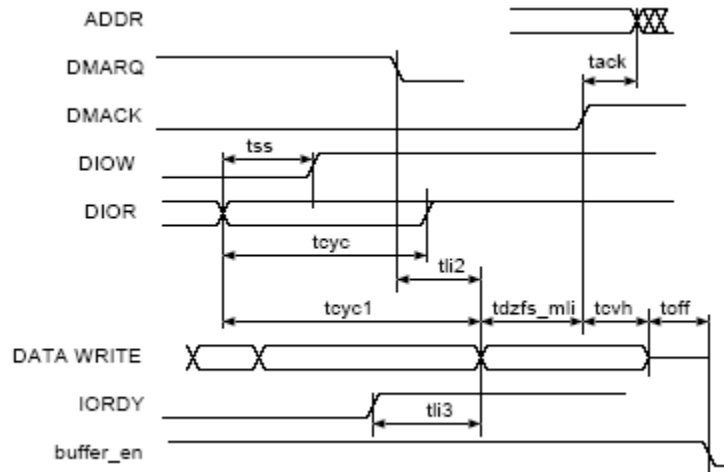 ADDR
DMARQ
tack
DMACK
tss
DIOW
DIOR
tcyc
tli2
tcyc1 tdzfs_mli tcvh toff
DATA WRITE
IORDY
tli3
buffer_en